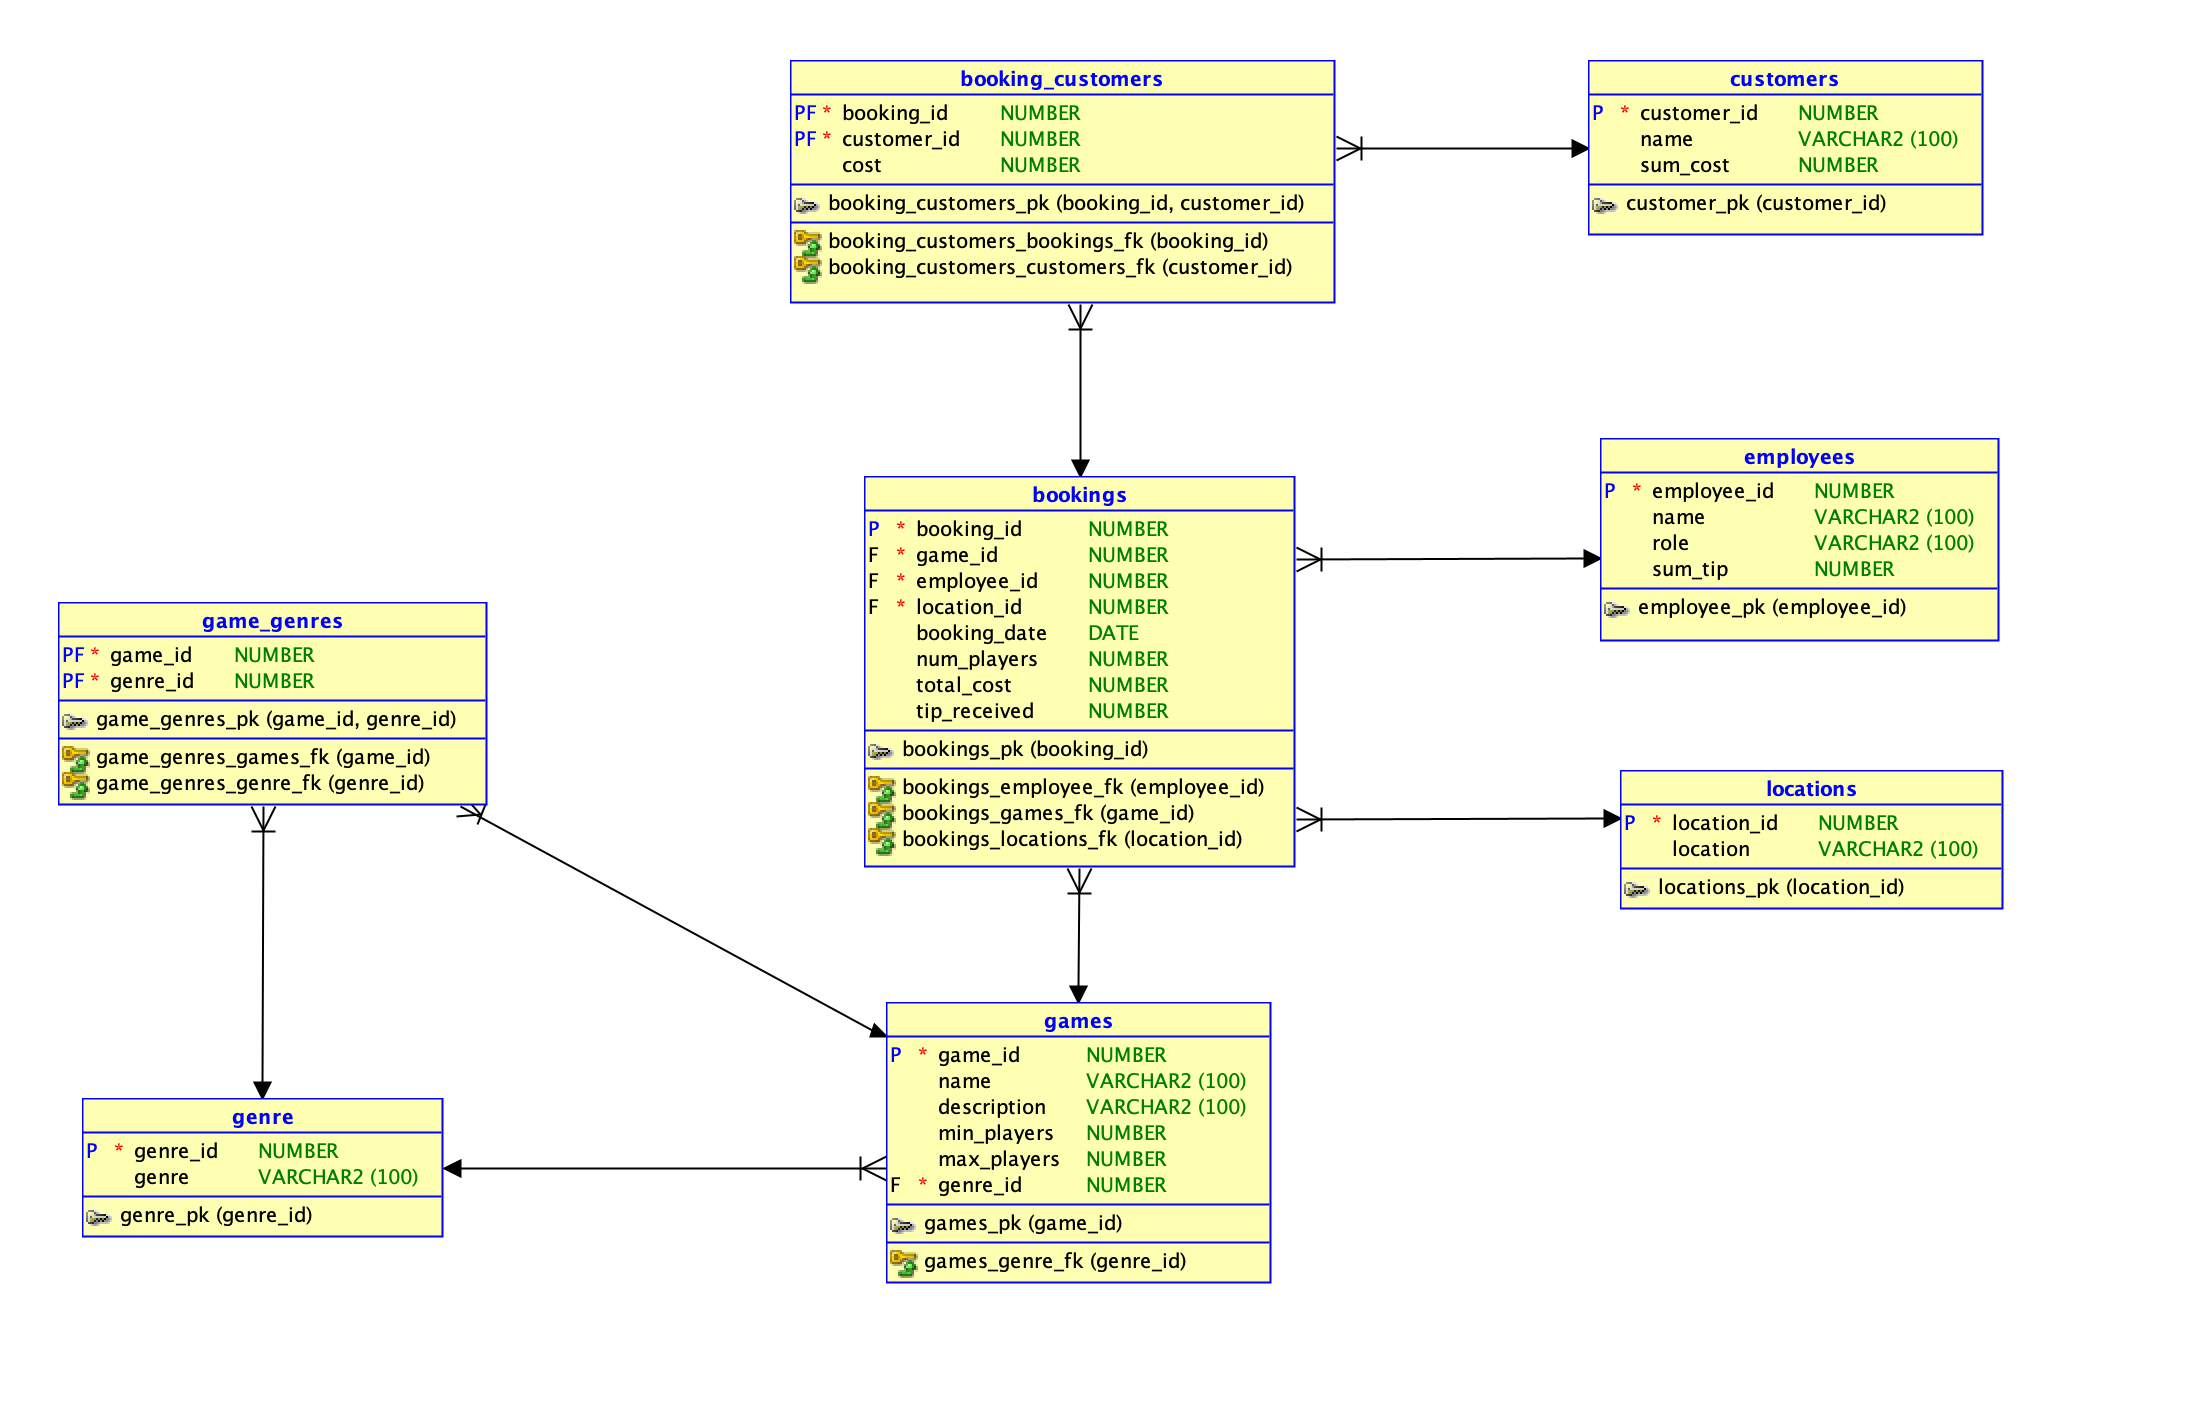 booking_customers
PF * booking_id NUMBER
PF * customer_id NUMBER
cost NUMBER
booking_customers_pk (booking_id, customer_id)
booking_customers_bookings_fk (booking_id)
booking_customers_customers_fk (customer_id)
customers
P * customer_id NUMBER
name VARCHAR2 (100)
sum_cost NUMBER
customer_pk (customer_id)
bookings
P * booking_id NUMBER
F * game_id NUMBER
F * employee_id NUMBER
F * location_id NUMBER
booking_date DATE
num_players NUMBER
total_cost NUMBER
tip_received NUMBER
bookings_pk (booking_id)
bookings_employee_fk (employee_id)
bookings_games_fk (game_id)
bookings_locations_fk (location_id)
employees
P * employee_id NUMBER
name VARCHAR2 (100)
role VARCHAR2 (100)
sum_tip NUMBER
employee_pk (employee_id)
game_genres
PF * game_id NUMBER
PF * genre_id NUMBER
game_genres_pk (game_id, genre_id)
game_genres_games_fk (game_id)
game_genres_genre_fk (genre_id)
locations
P * location_id NUMBER
location VARCHAR2 (100)
locations_pk (location_id)
games
P * game_id NUMBER
name VARCHAR2 (100)
description VARCHAR2 (100)
min_players NUMBER
max_players NUMBER
F * genre_id NUMBER
games_pk (game_id)
games_genre_fk (genre_id)
genre
P * genre_id NUMBER
genre VARCHAR2 (100)
genre_pk (genre_id)